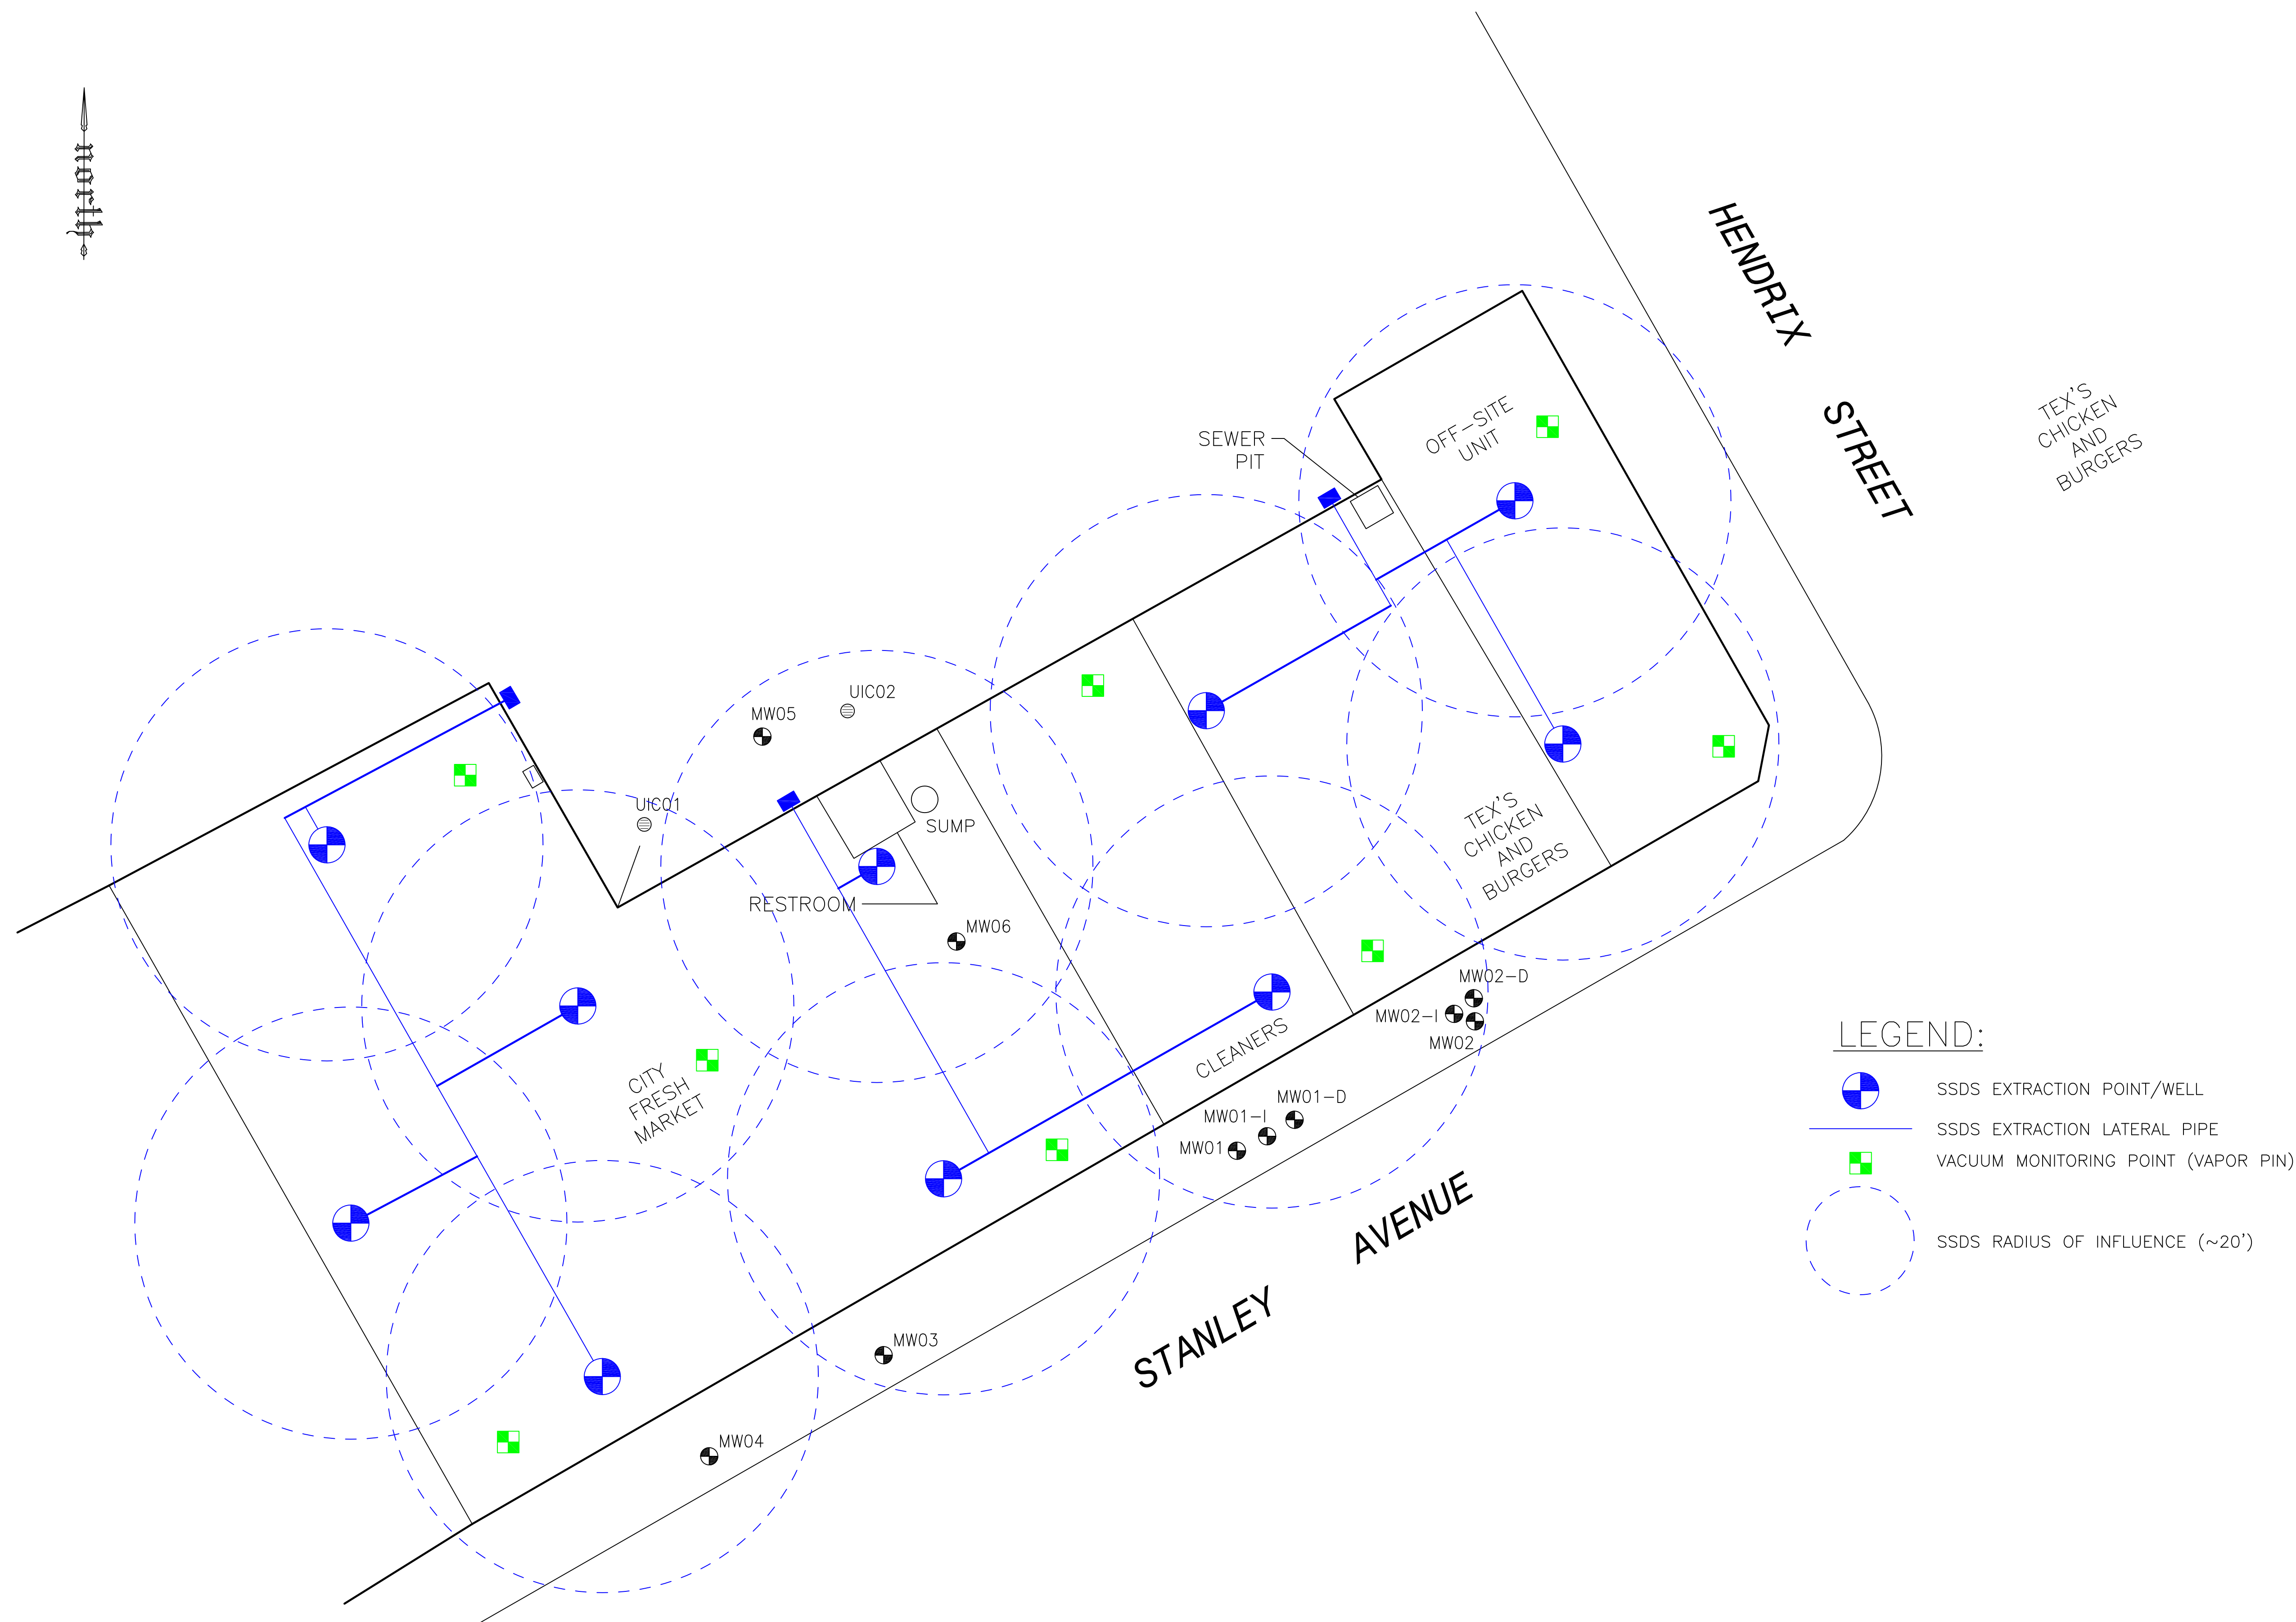 north
HENDRIX STREET
TEX'S
CHICKEN
AND
BURGERS
OFF-SITE
UNIT
SEWER
PIT
UIC02
MW05
UIC01
SUMP
RESTROOM
MW06
TEX'S
CHICKEN
AND
BURGERS
MW02-D
MW02-I
MW02
CLEANERS
CITY
FRESH
MARKET
MW01-D
MW01-I
MW01
STANLEY AVENUE
MW03
MW04
LEGEND:
SSDS EXTRACTION POINT/WELL
SSDS EXTRACTION LATERAL PIPE
VACUUM MONITORING POINT (VAPOR PIN)
SSDS RADIUS OF INFLUENCE (~20')